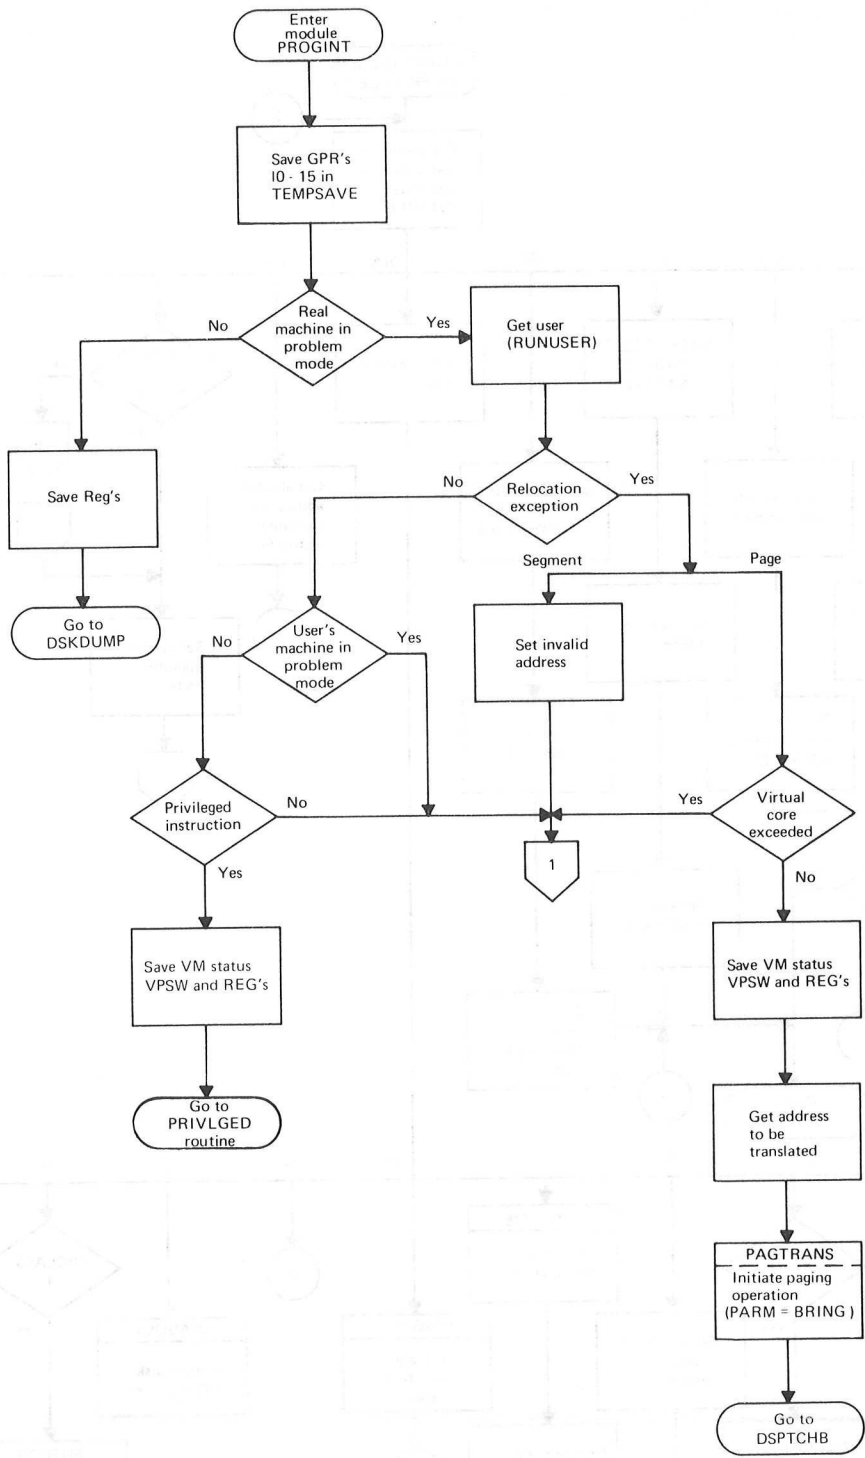 Enter
module
PROGINT
Save GPR's
I0 - 15 in
TEMPSAVE
Real
machine in
problem
mode
No
Yes
Get user
(RUNUSER)
Save Reg's
Go to
DSKDUMP
Relocation
exception
No
Yes
Segment
Page
User's
machine in
problem
mode
No
Yes
Set invalid
address
Privileged
instruction
No
Yes
Virtual
core
exceeded
Yes
No
1
Save VM status
VPSW and REG's
Go to
PRIVLGED
routine
Save VM status
VPSW and REG's
Get address
to be
translated
PAGTRANS
Initiate paging
operation
(PARM = BRING )
Go to
DSPTCHB